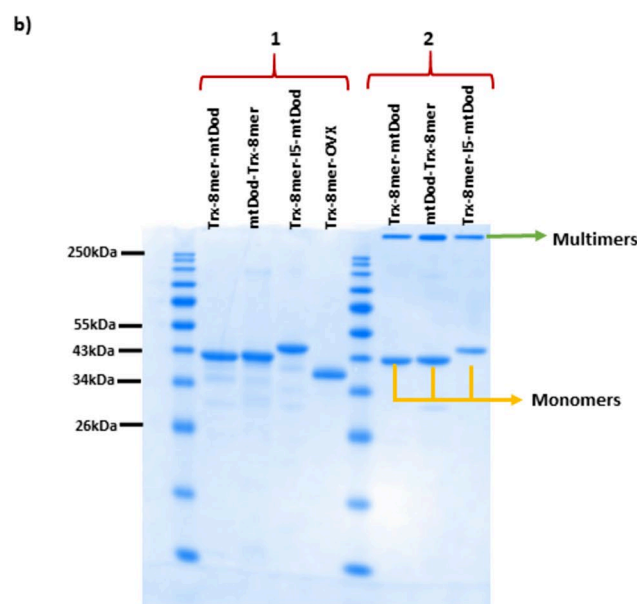 b)
1
2
Trx-8mer-mtDod
mtDod-Trx-8mer
Trx-8mer-I5-mtDod
Trx-8mer-OVX
Trx-8mer-mtDod
mtDod-Trx-8mer
Trx-8mer-I5-mtDod
250kDa
Multimers
55kDa
43kDa
34kDa
Monomers
26kDa